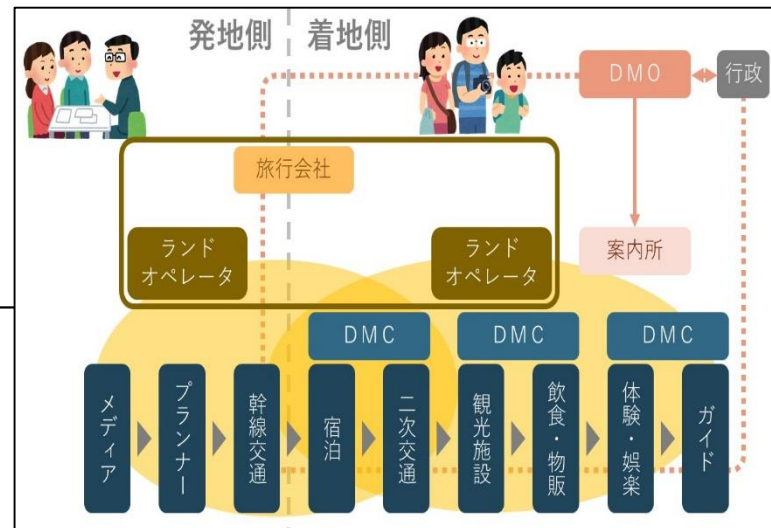 発地側
着地側
DMO
行政
旅行会社
ランド
オペレータ
ランド
オペレータ
案内所
DMC
DMC
DMC
メディア
プランナー
幹線交通
宿泊
二次交通
観光施設
飲食・物販
体験・娯楽
ガイド